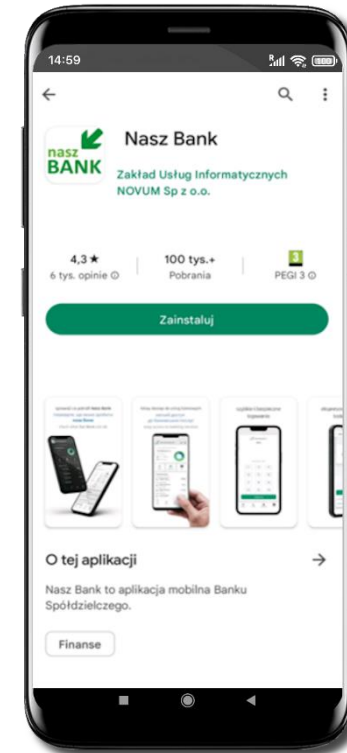 14:59
nasz
BANK
Nasz Bank
Zakład Usług Informatycznych
NOVUM Sp z o.o.
4,3 ★
6 tys. opinie
100 tys.+
Pobrania
3
PEGI 3
Zainstaluj
O tej aplikacji
Nasz Bank to aplikacja mobilna Banku
Spółdzielczego.
Finanse